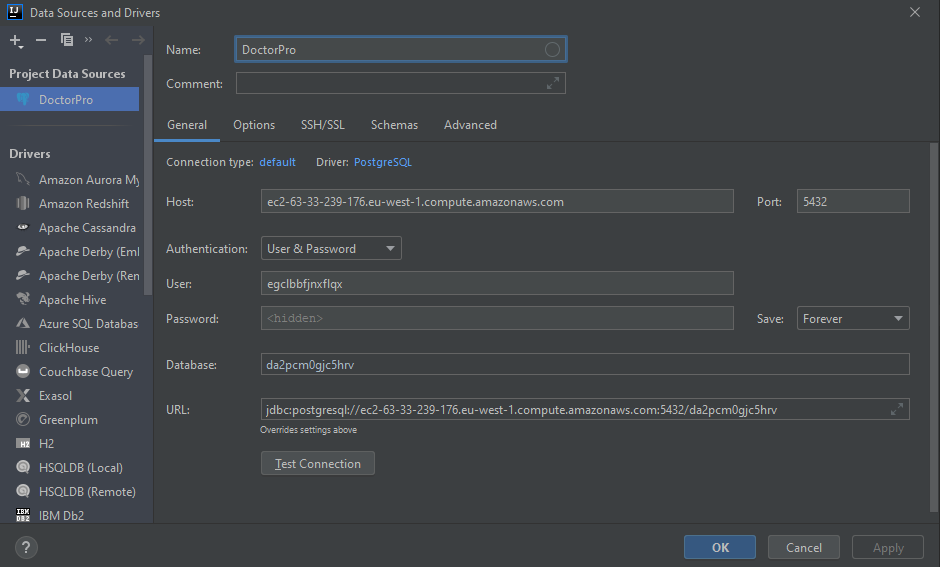 Data Sources and Drivers
Name: DoctorPro
Comment:
Project Data Sources
DoctorPro
Drivers
Amazon Aurora My
Amazon Redshift
Apache Cassandra
Apache Derby (Eml
Apache Derby (Ren
Apache Hive
Azure SQL Databas
ClickHouse
Couchbase Query
Exasol
Greenplum
H2
HSQLDB (Local)
HSQLDB (Remote)
IBM Db2
General Options SSH/SSL Schemas Advanced
Connection type: default Driver: PostgreSQL
Host: ec2-63-33-239-176.eu-west-1.compute.amazonaws.com Port: 5432
Authentication: User & Password
User: egclbbfjnxflqx
Password: <hidden> Save: Forever
Database: da2pcm0gjc5hrv
URL: jdbc:postgresql://ec2-63-33-239-176.eu-west-1.compute.amazonaws.com:5432/da2pcm0gjc5hrv
Overrides settings above
Test Connection
? OK Cancel Apply